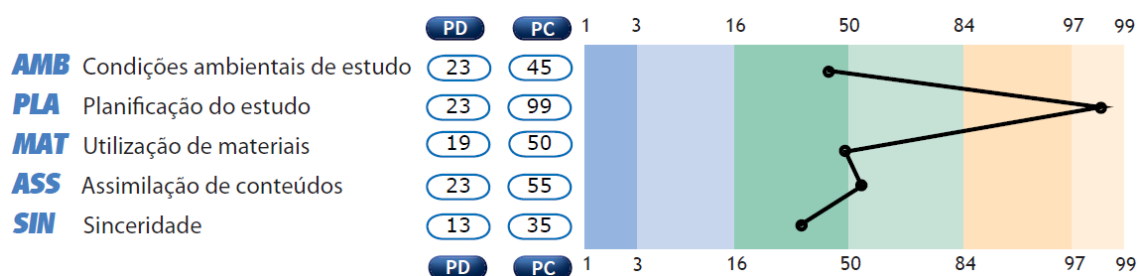 PD PC 1 3 16 50 84 97 99
AMB Condições ambientais de estudo 23 45
PLA Planificação do estudo 23 99
MAT Utilização de materiais 19 50
ASS Assimilação de conteúdos 23 55
SIN Sinceridade 13 35
PD PC 1 3 16 50 84 97 99